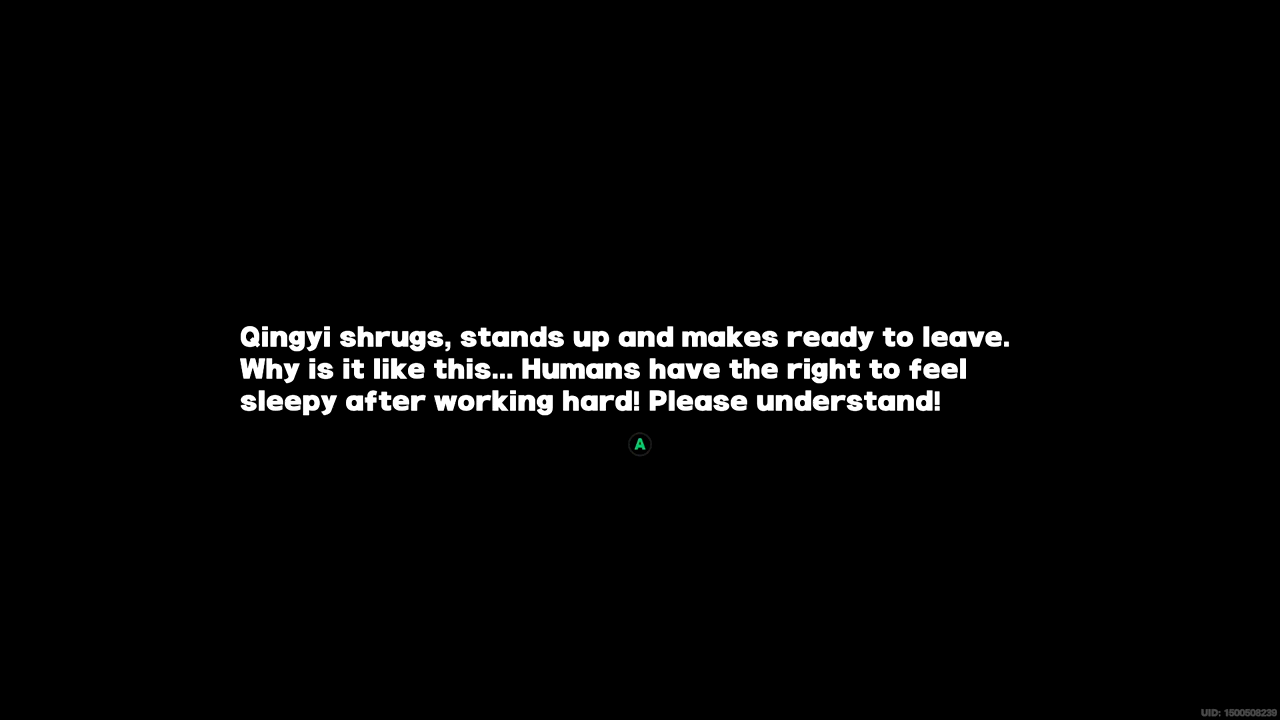 Qingyi shrugs, stands up and makes ready to leave.
Why is it like this... Humans have the right to feel
sleepy after working hard! Please understand!
A
UID: 1500508239